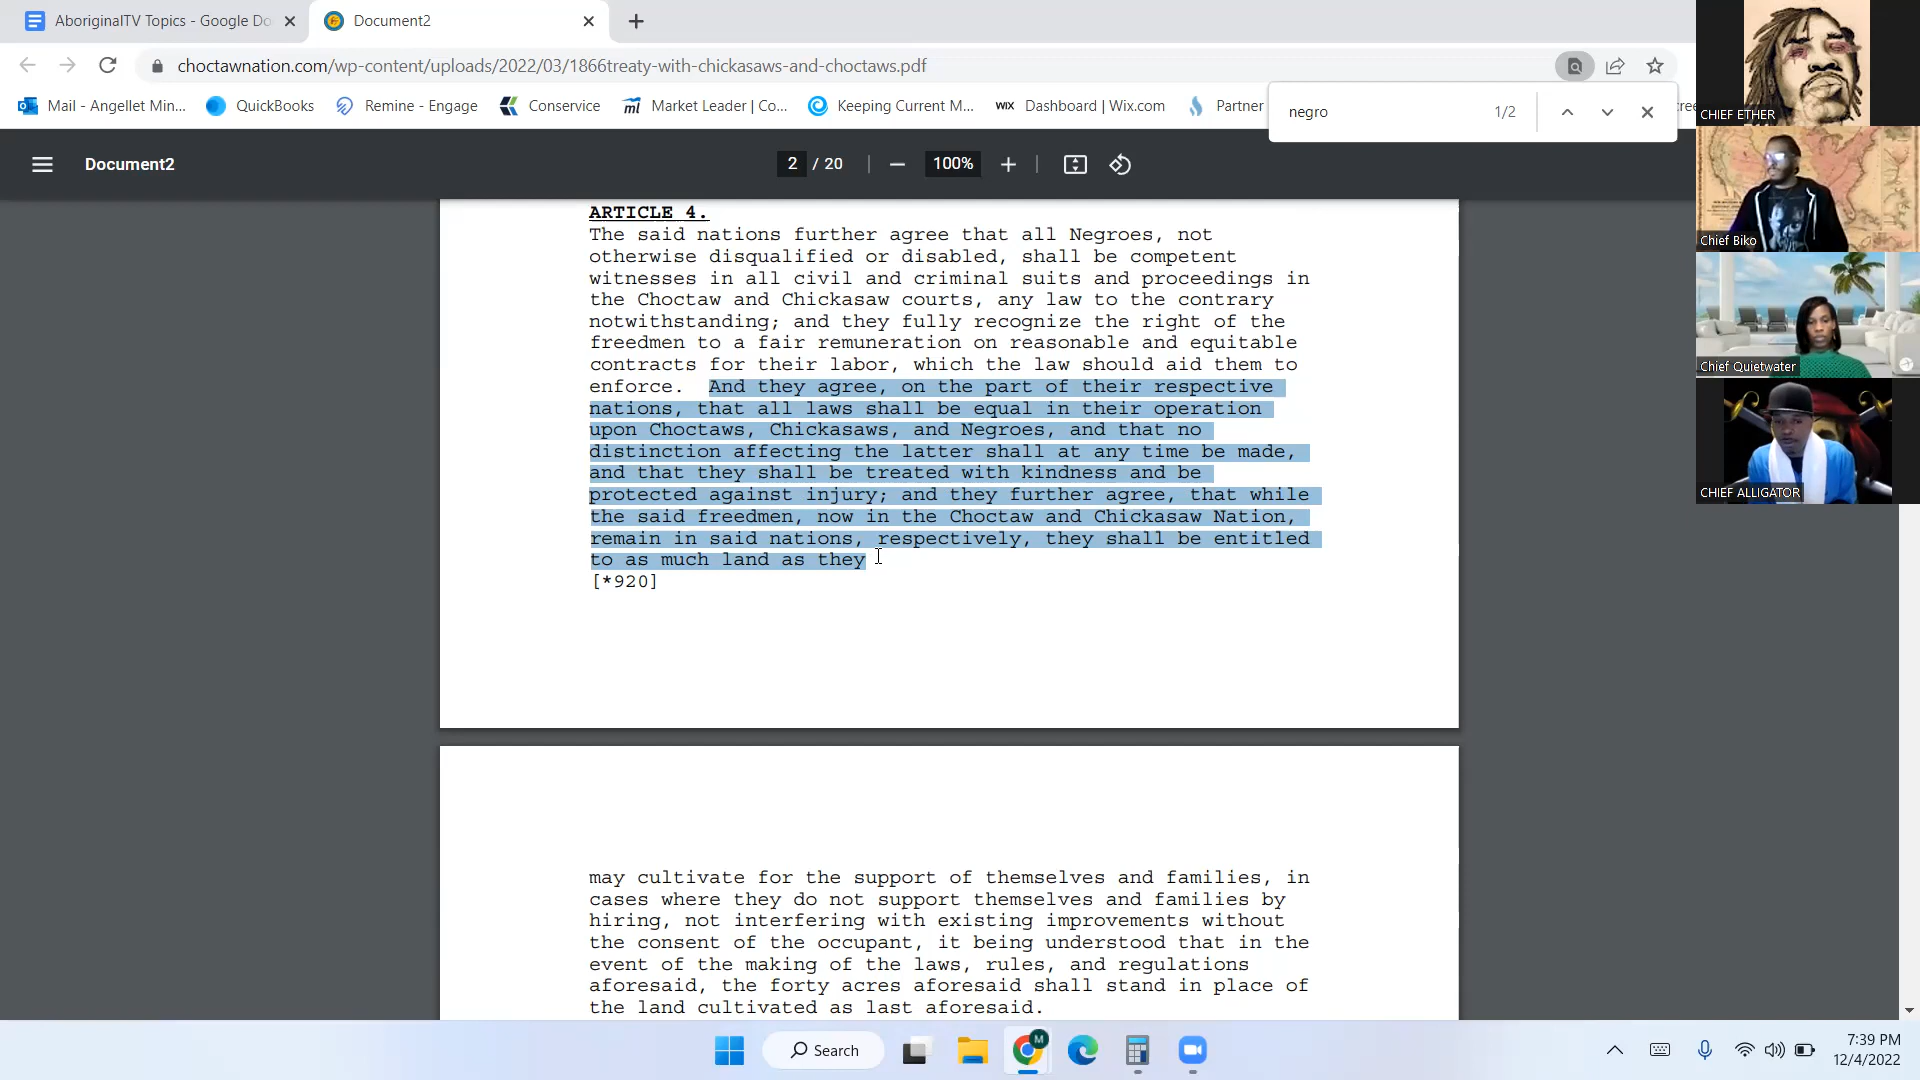 AboriginalTV Topics - Google Do
Document2
choctawnation.com/wp-content/uploads/2022/03/1866treaty-with-chickasaws-and-choctaws.pdf
Mail - Angellet Min...
QuickBooks
Remine - Engage
Conservice
Market Leader | Co...
Keeping Current M...
WIX
Dashboard | Wix.com
Partner
negro
1/2
Document2
2 / 20
100%
ARTICLE 4.
The said nations further agree that all Negroes, not
otherwise disqualified or disabled, shall be competent
witnesses in all civil and criminal suits and proceedings in
the Choctaw and Chickasaw courts, any law to the contrary
notwithstanding; and they fully recognize the right of the
freedmen to a fair remuneration on reasonable and equitable
contracts for their labor, which the law should aid them to
enforce. And they agree, on the part of their respective
nations, that all laws shall be equal in their operation
upon Choctaws, Chickasaws, and Negroes, and that no
distinction affecting the latter shall at any time be made,
and that they shall be treated with kindness and be
protected against injury; and they further agree, that while
the said freedmen, now in the Choctaw and Chickasaw Nation,
remain in said nations, respectively, they shall be entitled
to as much land as they
[*920]
may cultivate for the support of themselves and families, in
cases where they do not support themselves and families by
hiring, not interfering with existing improvements without
the consent of the occupant, it being understood that in the
event of the making of the laws, rules, and regulations
aforesaid, the forty acres aforesaid shall stand in place of
the land cultivated as last aforesaid.
CHIEF ETHER
Chief Biko
Chief Quietwater
CHIEF ALLIGATOR
Search
M
7:39 PM
12/4/2022